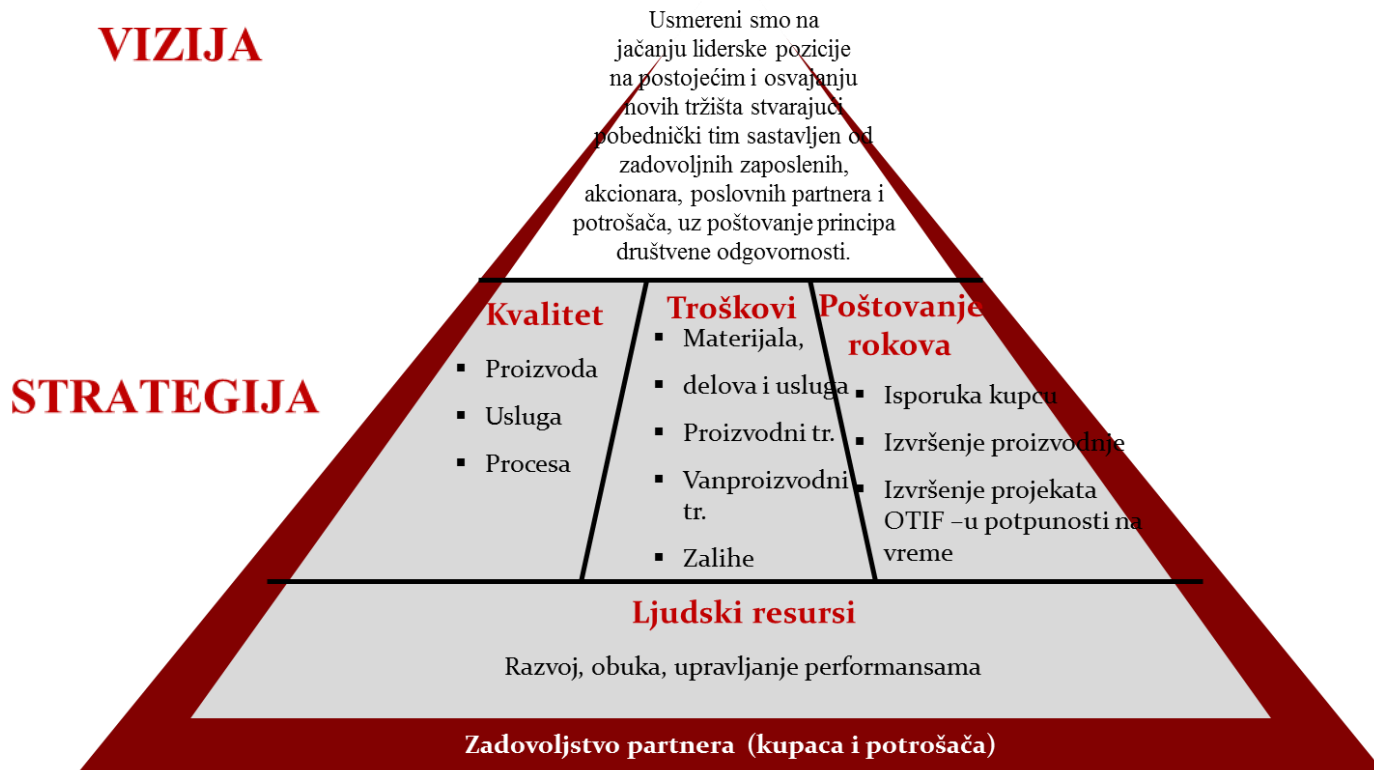 VIZIJA
Usmereni smo na
jačanju liderske pozicije
na postojećim i osvajanju
novih tržišta stvarajući
pobednički tim sastavljen od
zadovoljnih zaposlenih,
akcionara, poslovnih partnera i
potrošača, uz poštovanje principa
društvene odgovornosti.
STRATEGIJA
Kvalitet
▪ Proizvoda
▪ Usluga
▪ Procesa
Troškovi
▪ Materijala,
▪ delova i usluga
▪ Proizvodni tr.
▪ Vanproizvodni
tr.
▪ Zalihe
Poštovanje
rokova
▪ Isporuka kupcu
▪ Izvršenje proizvodnje
▪ Izvršenje projekata
OTIF –u potpunosti na
vreme
Ljudski resursi
Razvoj, obuka, upravljanje performansama
Zadovoljstvo partnera (kupaca i potrošača)